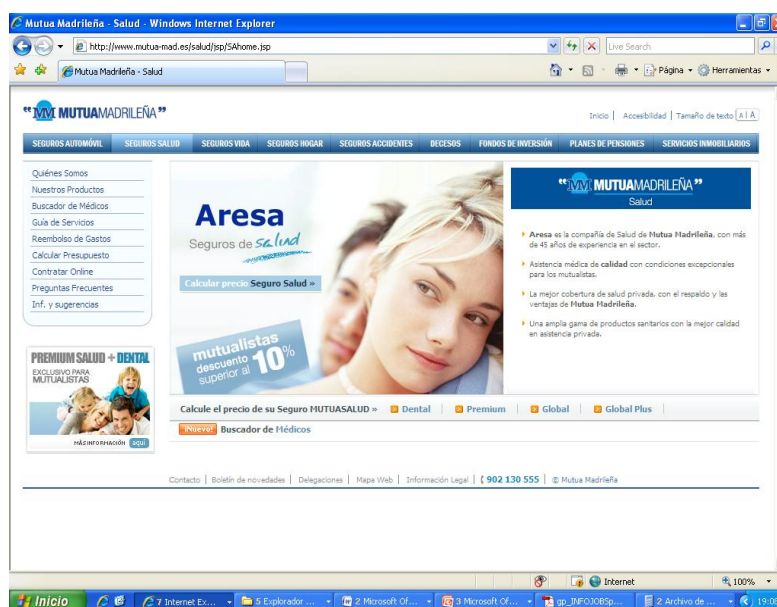 Mutua Madrileña - Salud - Windows Internet Explorer
http://www.mutua-mad.es/salud/jsp/SAhome.jsp
Live Search
Mutua Madrileña - Salud
Página
Herramientas
“MM MUTUAMADRILEÑA”
Inicio | Accesibilidad | Tamaño de texto A | A
SEGUROS AUTOMÓVIL SEGUROS SALUD SEGUROS VIDA SEGUROS HOGAR SEGUROS ACCIDENTES DECESOS FONDOS DE INVERSIÓN PLANES DE PENSIONES SERVICIOS INMOBILIARIOS
Quiénes Somos
Nuestros Productos
Buscador de Médicos
Guía de Servicios
Reembolso de Gastos
Calcular Presupuesto
Contratar Online
Preguntas Frecuentes
Inf. y sugerencias
PREMIUM SALUD + DENTAL
EXCLUSIVO PARA
MUTUALISTAS
MÁS INFORMACIÓN aquí
Aresa
Seguros de salud
Calcular precio Seguro Salud »
mutualistas
descuento 10%
superior al
“MM MUTUAMADRILEÑA”
Salud
Aresa es la compañía de Salud de Mutua Madrileña, con más
de 45 años de experiencia en el sector.
Asistencia médica de calidad con condiciones excepcionales
para los mutualistas.
La mejor cobertura de salud privada, con el respaldo y las
ventajas de Mutua Madrileña.
Una amplia gama de productos sanitarios con la mejor calidad
en asistencia privada.
Calcule el precio de su Seguro MUTUASALUD » Dental | Premium | Global | Global Plus |
¡Nuevo! Buscador de Médicos
Contacto | Boletín de novedades | Delegaciones | Mapa Web | Información Legal | 902 130 555 | © Mutua Madrileña
Internet
100%
Inicio
7 Internet Ex...
5 Explorador ...
2 Microsoft Of...
3 Microsoft Of...
gp_INFOJOBSp...
2 Archivo de ...